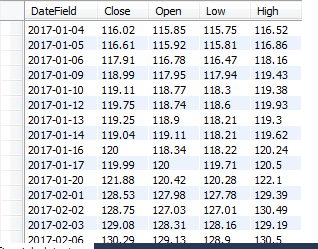 DateField Close Open Low High
2017-01-04 116.02 115.85 115.75 116.52
2017-01-05 116.61 115.92 115.81 116.86
2017-01-06 117.91 116.78 116.47 118.16
2017-01-09 118.99 117.95 117.94 119.43
2017-01-10 119.11 118.77 118.3 119.38
2017-01-12 119.75 118.74 118.6 119.93
2017-01-13 119.25 118.9 118.21 119.3
2017-01-14 119.04 119.11 118.21 119.62
2017-01-16 120 118.34 118.22 120.24
2017-01-17 119.99 120 119.71 120.5
2017-01-20 121.88 120.42 120.28 122.1
2017-02-01 128.53 127.98 127.78 129.39
2017-02-02 128.75 127.03 127.01 130.49
2017-02-03 129.08 128.31 128.16 129.19
2017-02-06 130.29 129.13 128.9 130.5